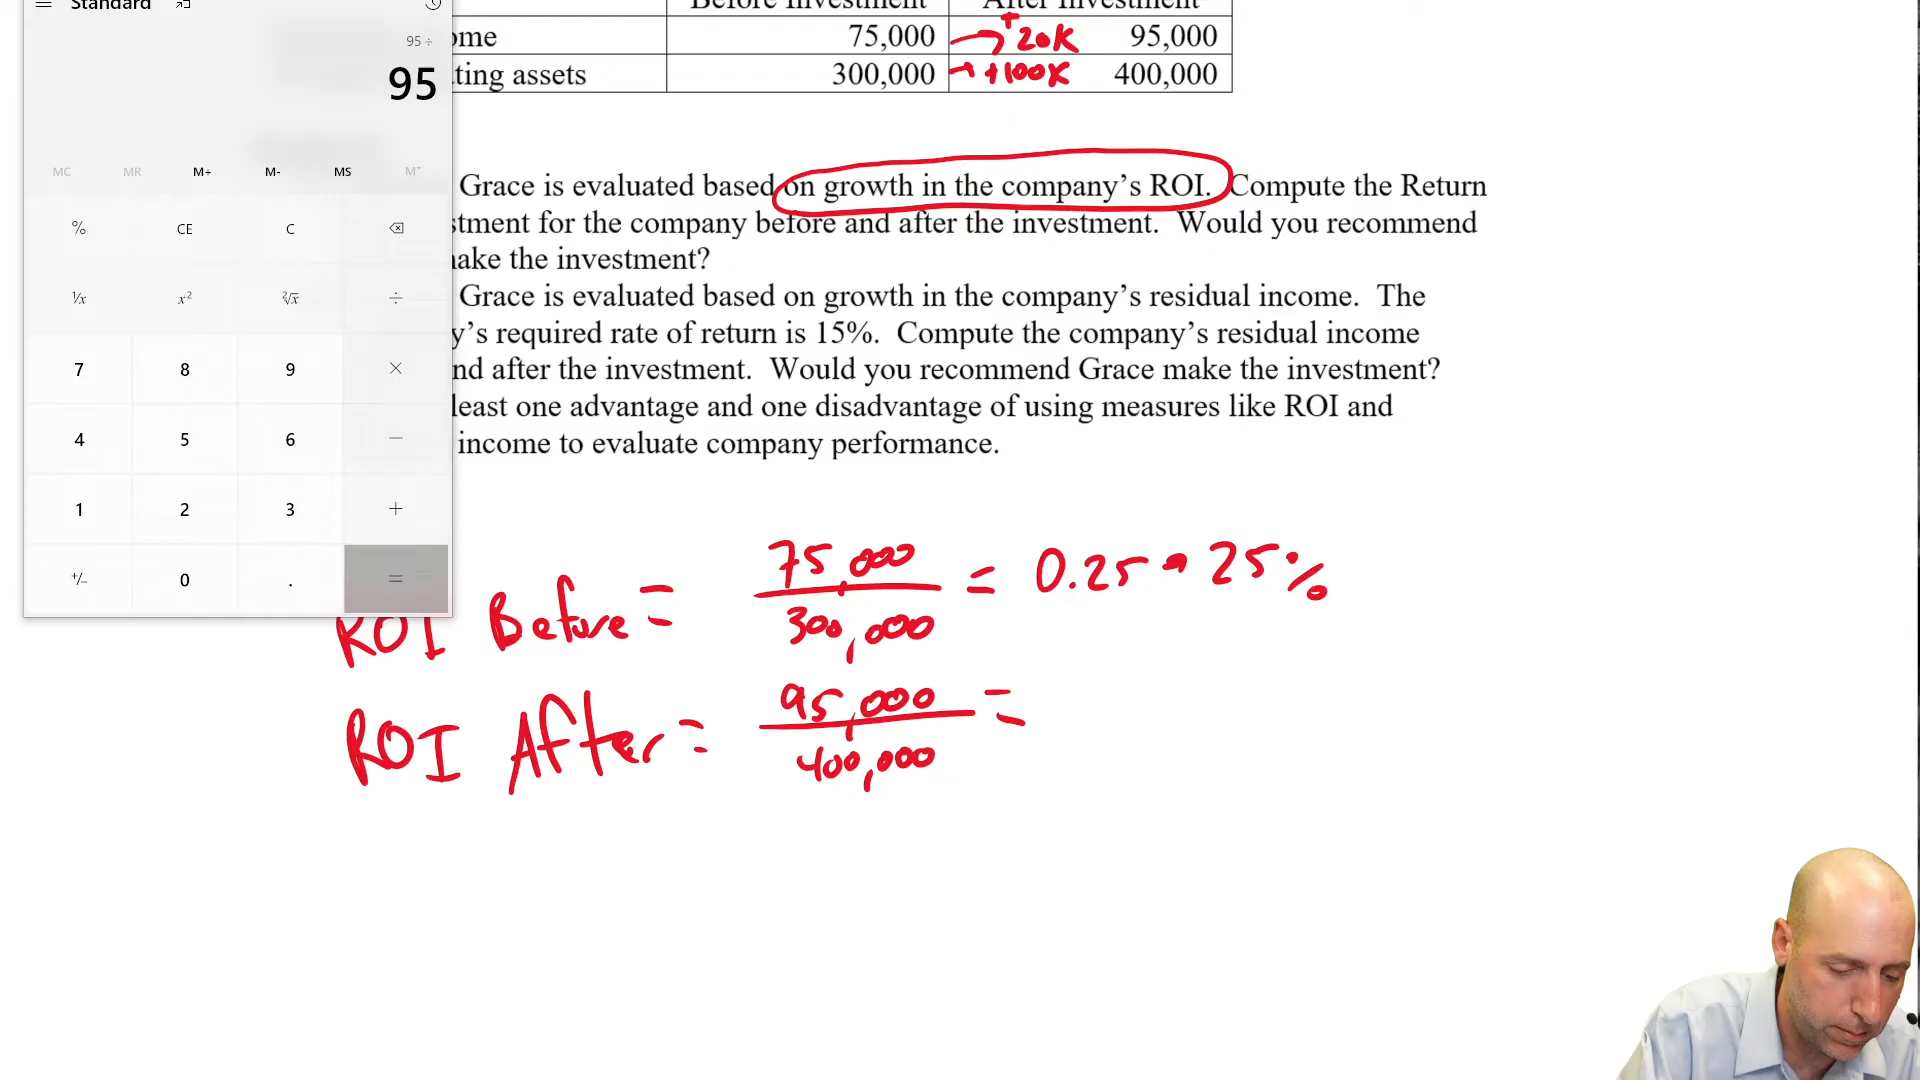 Standard
Before Investment After Investment
95 ÷
ome 75,000 + 20K 95,000
95
ting assets 300,000 +100K 400,000
MC MR M+ M- MS
Grace is evaluated based on growth in the company’s ROI. Compute the Return
stment for the company before and after the investment. Would you recommend
ake the investment?
Grace is evaluated based on growth in the company’s residual income. The
y’s required rate of return is 15%. Compute the company’s residual income
nd after the investment. Would you recommend Grace make the investment?
least one advantage and one disadvantage of using measures like ROI and
income to evaluate company performance.
% CE C
⅟x x² ²√x ÷
7 8 9 ×
4 5 6 −
1 2 3 +
+/− 0 . =
ROI Before = 75,000 / 300,000 = 0.25 → 25%
ROI After = 95,000 / 400,000 =